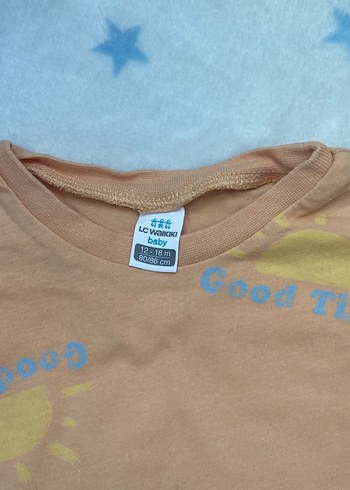 LC WAIKIKI
baby
12 - 18 m
80/86 cm
Good Ti
Good